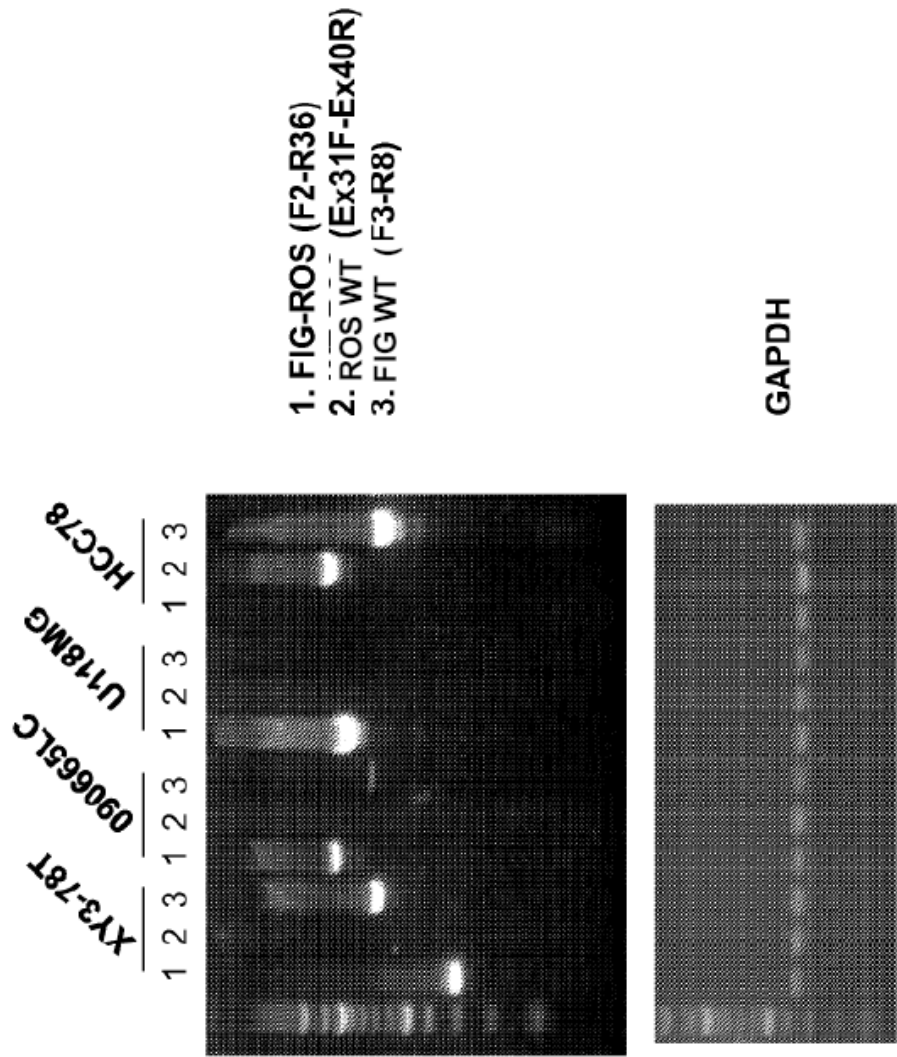 XY3-78T 090665LC U118MG HCC78
1 2 3 1 2 3 1 2 3 1 2 3
1. FIG-ROS (F2-R36)
2. ROS WT (Ex31F-Ex40R)
3. FIG WT (F3-R8)
GAPDH